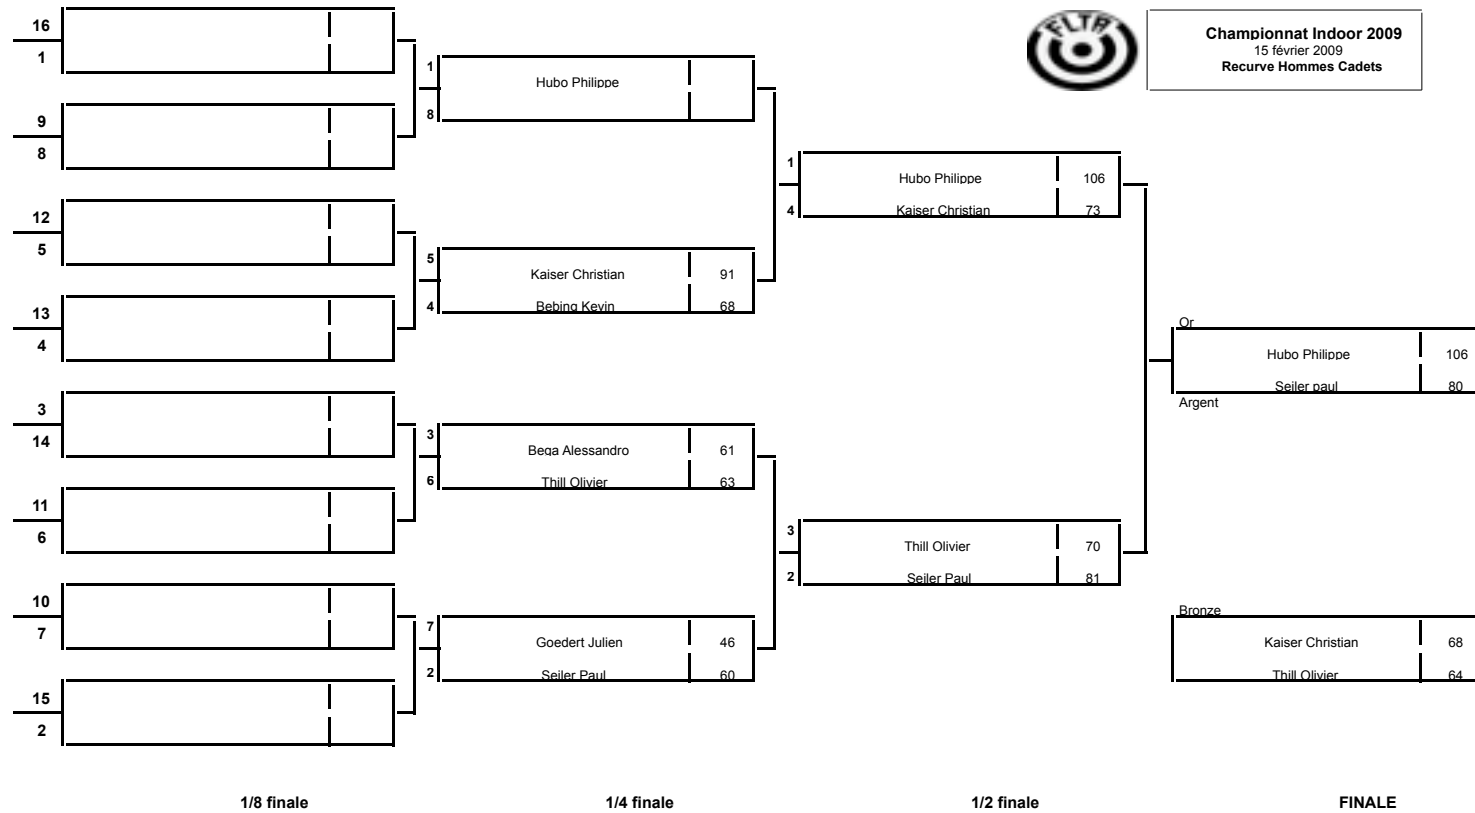 FLTA
Championnat Indoor 2009
15 février 2009
Recurve Hommes Cadets
16
1
9
8
12
5
13
4
3
14
11
6
10
7
15
2
1
Hubo Philippe
8
5
Kaiser Christian 91
4
Bebing Kevin 68
3
Bega Alessandro 61
6
Thill Olivier 63
7
Goedert Julien 46
2
Seiler Paul 60
1
Hubo Philippe 106
4
Kaiser Christian 73
3
Thill Olivier 70
2
Seiler Paul 81
Or
Hubo Philippe 106
Seiler paul 80
Argent
Bronze
Kaiser Christian 68
Thill Olivier 64
1/8 finale
1/4 finale
1/2 finale
FINALE